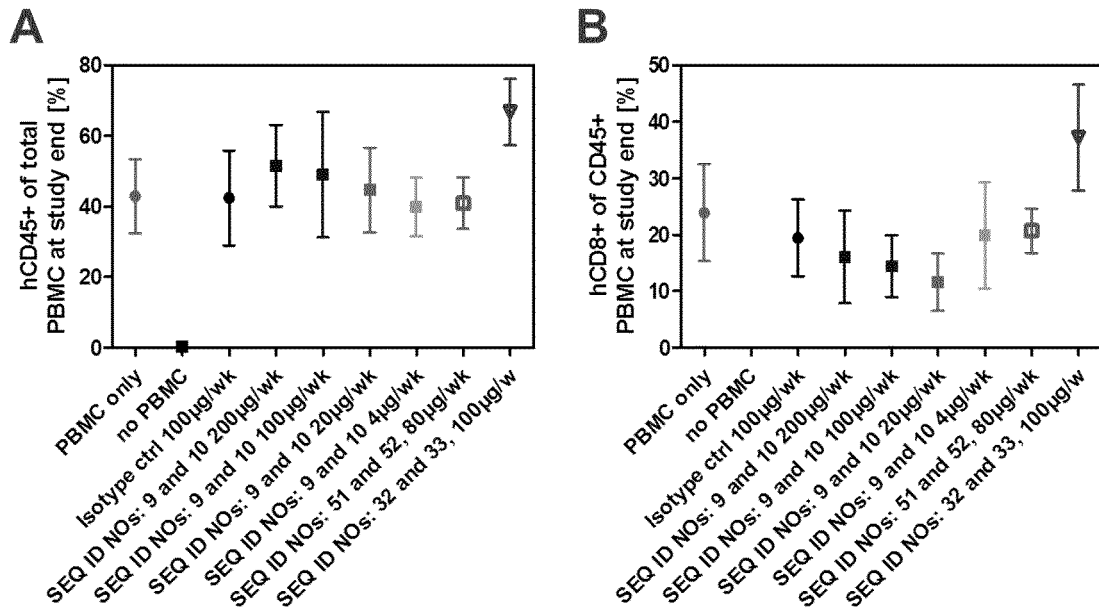 A
hCD45+ of total
PBMC at study end [%]
80
60
40
20
0
PBMC only
no PBMC
Isotype ctrl 100µg/wk
SEQ ID NOs: 9 and 10 200µg/wk
SEQ ID NOs: 9 and 10 100µg/wk
SEQ ID NOs: 9 and 10 20µg/wk
SEQ ID NOs: 9 and 10 4µg/wk
SEQ ID NOs: 51 and 52, 80µg/wk
SEQ ID NOs: 32 and 33, 100µg/w
B
hCD8+ of CD45+
PBMC at study end [%]
50
40
30
20
10
0
PBMC only
no PBMC
Isotype ctrl 100µg/wk
SEQ ID NOs: 9 and 10 200µg/wk
SEQ ID NOs: 9 and 10 100µg/wk
SEQ ID NOs: 9 and 10 20µg/wk
SEQ ID NOs: 9 and 10 4µg/wk
SEQ ID NOs: 51 and 52, 80µg/wk
SEQ ID NOs: 32 and 33, 100µg/w